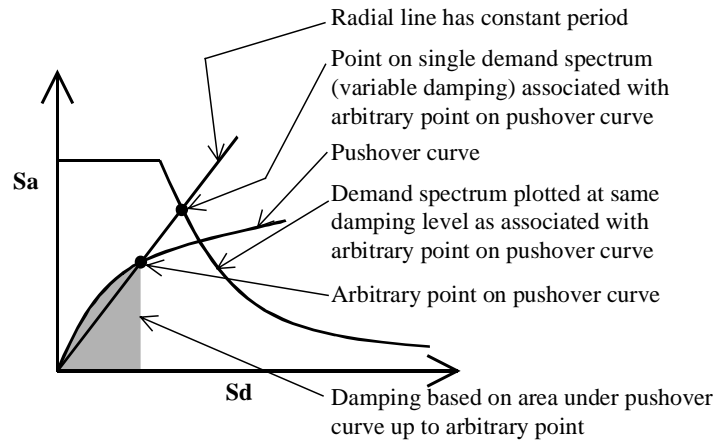 Radial line has constant period
Point on single demand spectrum
(variable damping) associated with
arbitrary point on pushover curve
Pushover curve
Sa
Demand spectrum plotted at same
damping level as associated with
arbitrary point on pushover curve
Arbitrary point on pushover curve
Sd
Damping based on area under pushover
curve up to arbitrary point